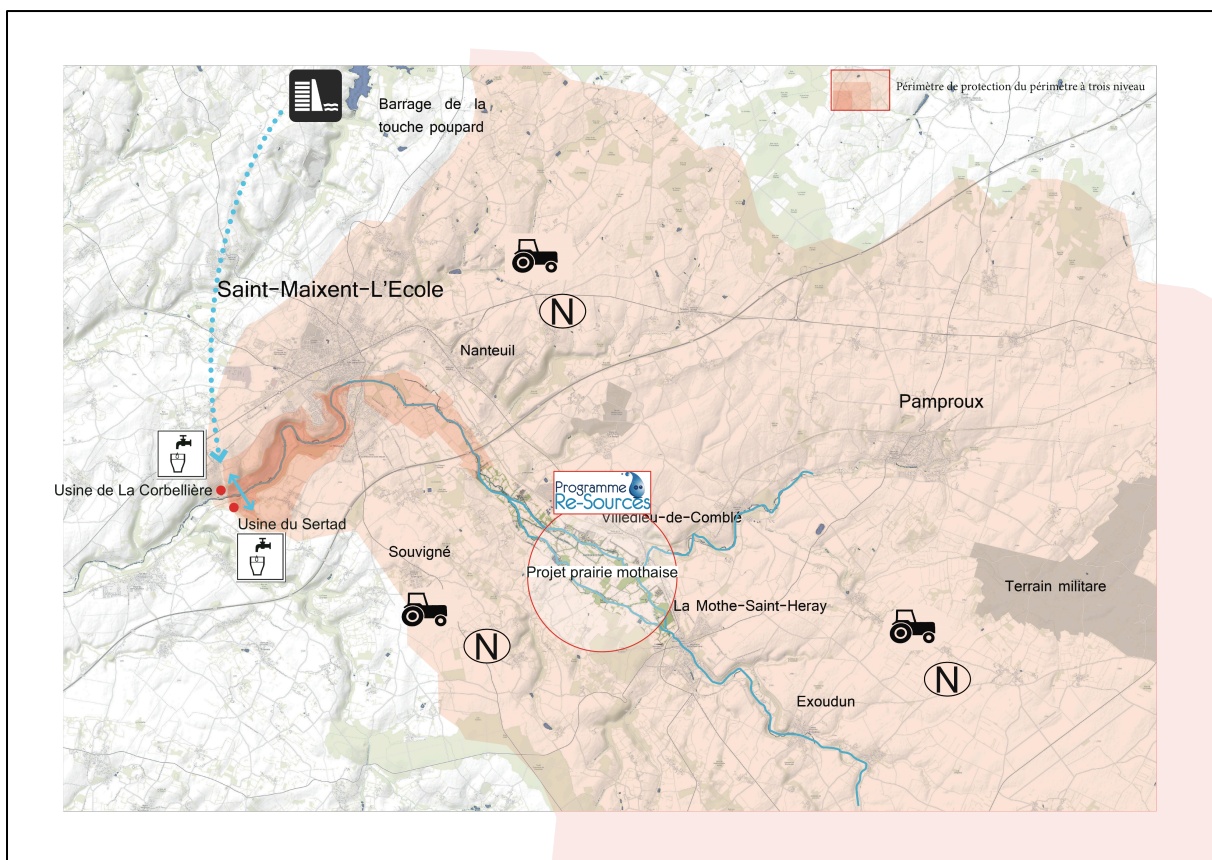 Barrage de la
touche poupard
Périmètre de protection du périmètre à trois niveau
Saint-Maixent-L'Ecole
N
Nanteuil
Pamproux
Usine de La Corbellière
Programme
Re-Sources
Villedieu-de-Comblé
Usine du Sertad
Souvigné
Projet prairie mothaise
Terrain militare
La Mothe-Saint-Heray
N
N
Exoudun